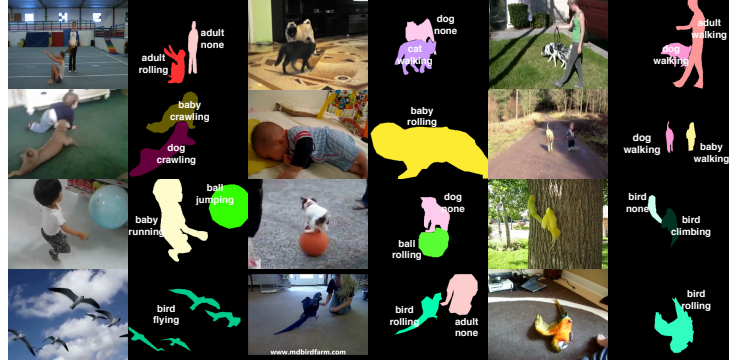 adult
none
adult
rolling
dog
none
cat
walking
adult
walking
dog
walking
baby
crawling
dog
crawling
baby
rolling
dog
walking
baby
walking
ball
jumping
baby
running
dog
none
ball
rolling
bird
none
bird
climbing
bird
flying
bird
rolling
adult
none
bird
rolling
www.mdbirdfarm.com